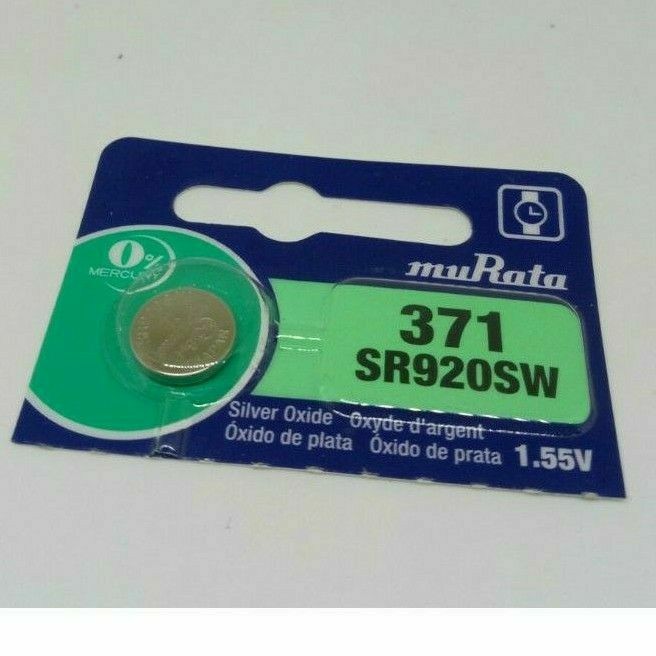 0%
MERCURY
muRata
371
SR920SW
Silver Oxide Oxyde d'argent
Óxido de plata Óxido de prata 1.55V